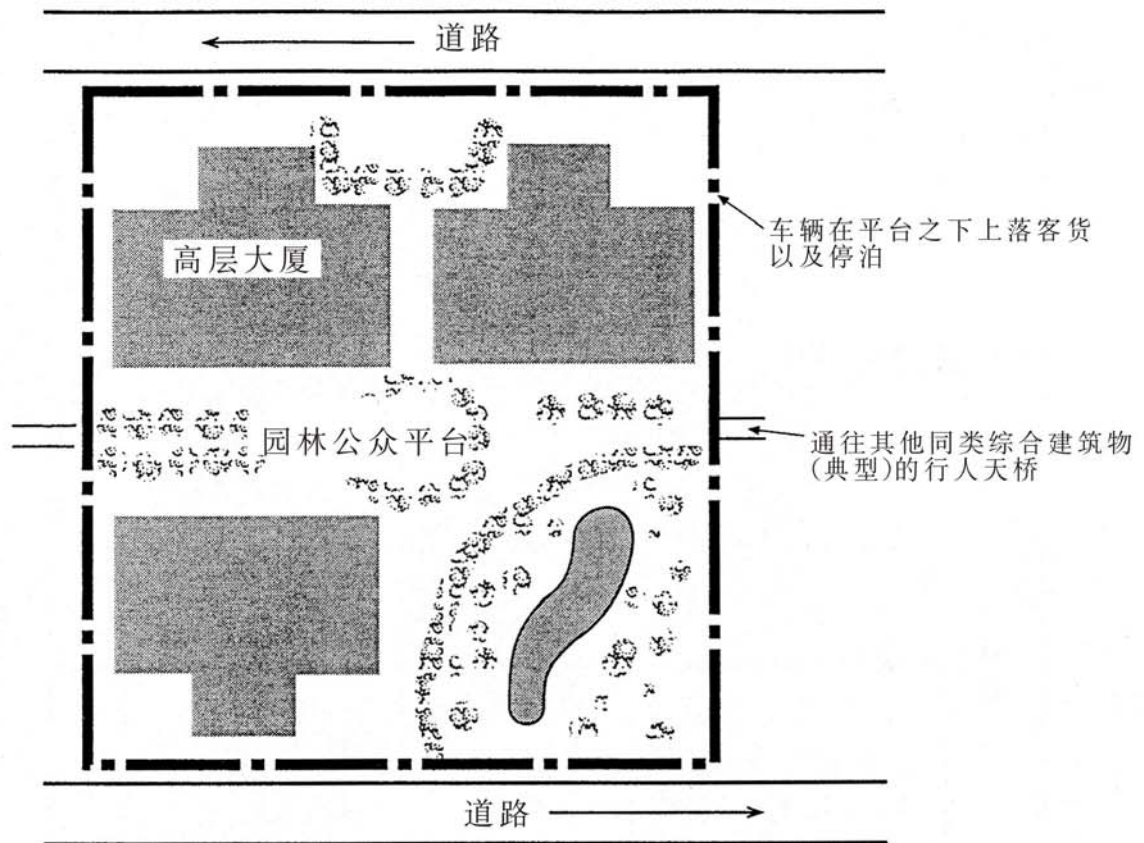 道路
车辆在平台之下上落客货
以及停泊
高层大厦
园林公众平台
通往其他同类综合建筑物
(典型)的行人天桥
道路